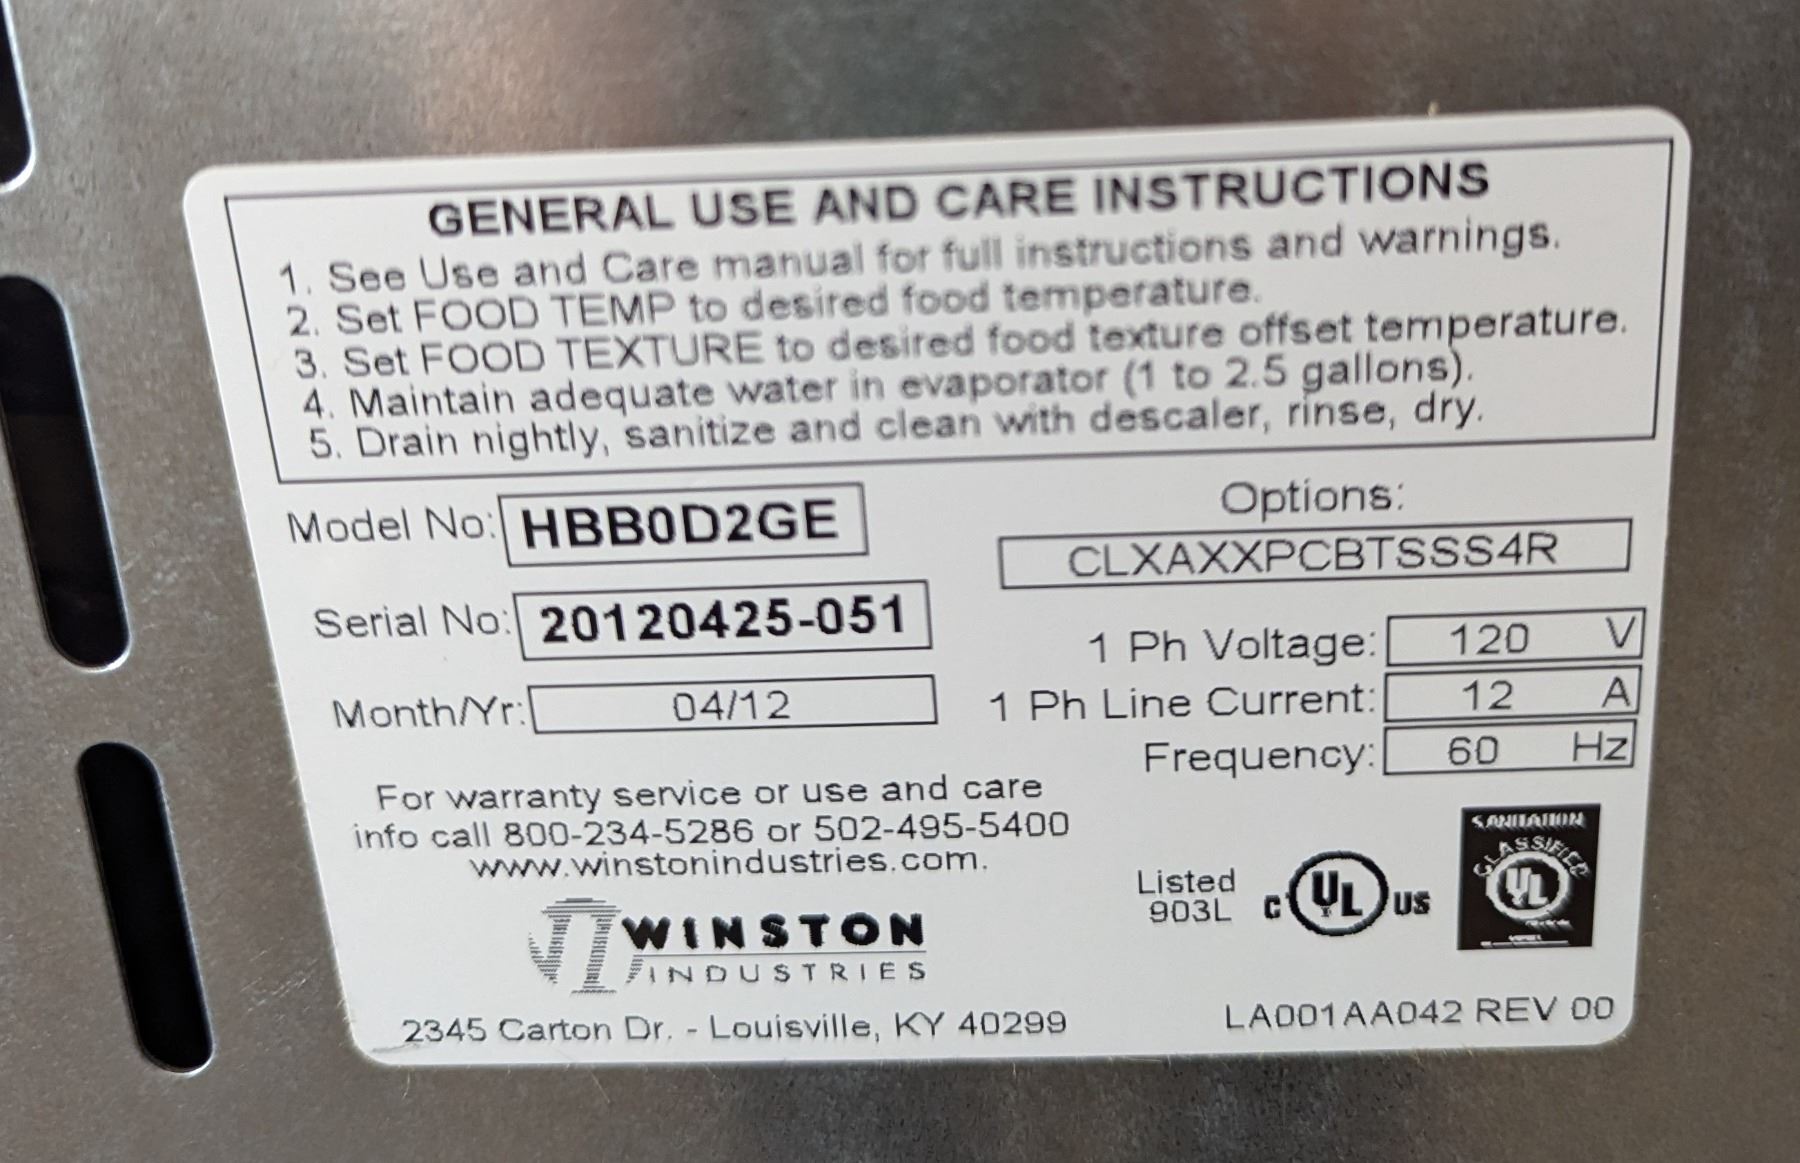 GENERAL USE AND CARE INSTRUCTIONS
1. See Use and Care manual for full instructions and warnings.
2. Set FOOD TEMP to desired food temperature.
3. Set FOOD TEXTURE to desired food texture offset temperature.
4. Maintain adequate water in evaporator (1 to 2.5 gallons).
5. Drain nightly, sanitize and clean with descaler, rinse, dry.
Model No: HBB0D2GE
Serial No: 20120425-051
Month/Yr: 04/12
Options:
CLXAXXPCBTSSS4R
1 Ph Voltage: 120 V
1 Ph Line Current: 12 A
Frequency: 60 Hz
For warranty service or use and care
info call 800-234-5286 or 502-495-5400
www.winstonindustries.com.
WINSTON
INDUSTRIES
2345 Carton Dr. - Louisville, KY 40299
Listed
903L
C UL US
SANITATION
CLASSIFIED
UL
LA001AA042 REV 00